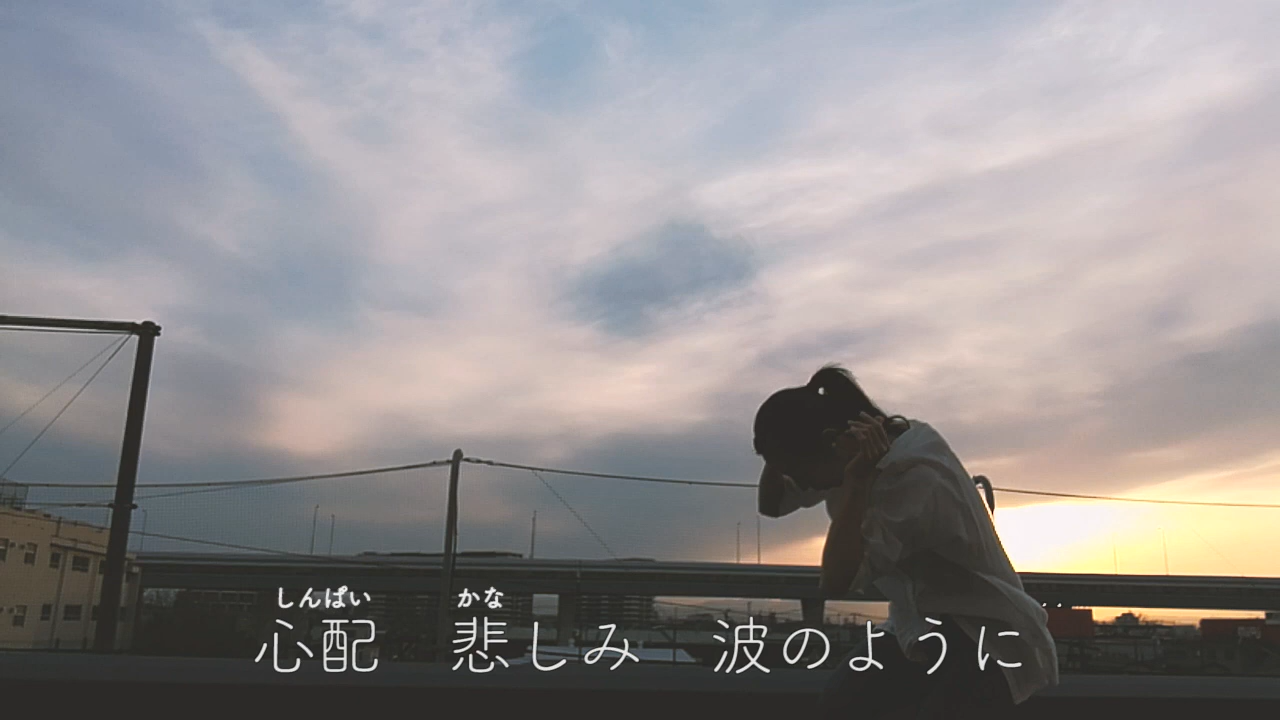 しんぱい　かな
心配　悲しみ　波のように